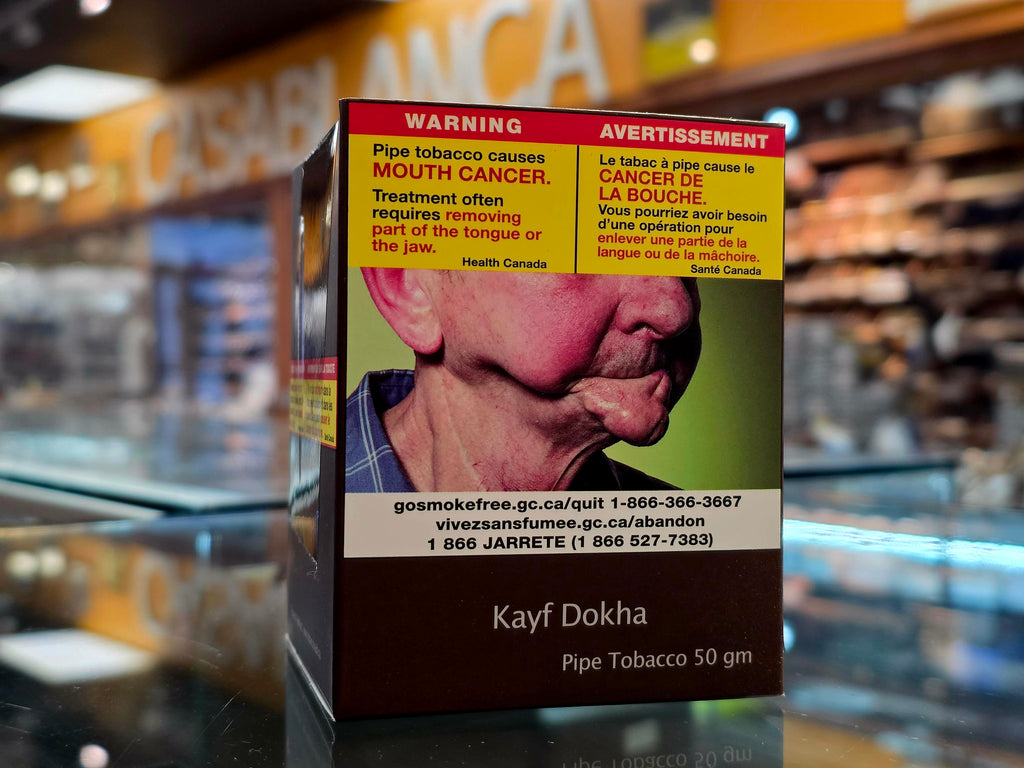 CASABLANCA
WARNING
Pipe tobacco causes
MOUTH CANCER.
Treatment often
requires removing
part of the tongue or
the jaw.
Health Canada
AVERTISSEMENT
Le tabac à pipe cause le
CANCER DE
LA BOUCHE.
Vous pourriez avoir besoin
d'une opération pour
enlever une partie de la
langue ou de la mâchoire.
Santé Canada
gosmokefree.gc.ca/quit 1-866-366-3667
vivezsansfumee.gc.ca/abandon
1 866 JARRETE (1 866 527-7383)
Kayf Dokha
Pipe Tobacco 50 gm